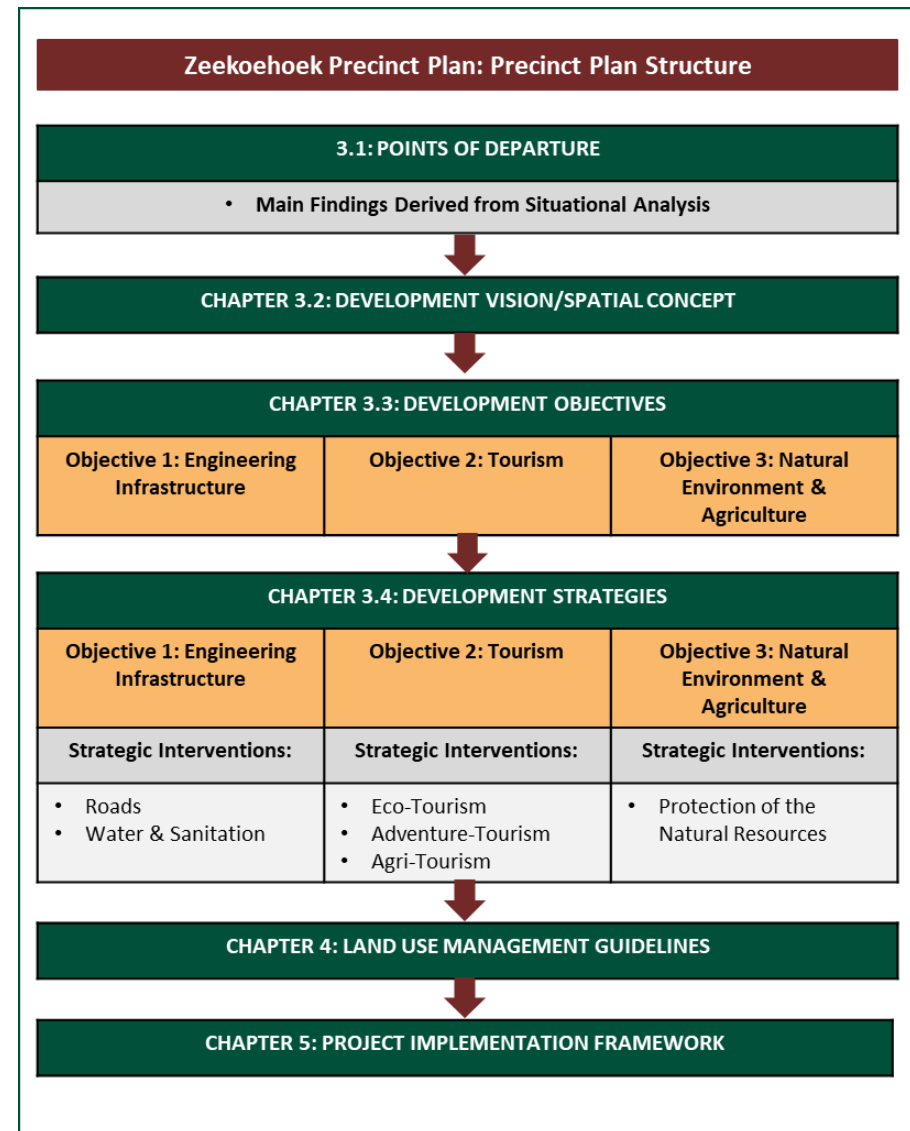 Zeekoehoek Precinct Plan: Precinct Plan Structure
3.1: POINTS OF DEPARTURE
• Main Findings Derived from Situational Analysis
CHAPTER 3.2: DEVELOPMENT VISION/SPATIAL CONCEPT
CHAPTER 3.3: DEVELOPMENT OBJECTIVES
Objective 1: Engineering
Infrastructure
Objective 2: Tourism
Objective 3: Natural
Environment &
Agriculture
CHAPTER 3.4: DEVELOPMENT STRATEGIES
Objective 1: Engineering
Infrastructure
Objective 2: Tourism
Objective 3: Natural
Environment &
Agriculture
Strategic Interventions:
Strategic Interventions:
Strategic Interventions:
• Roads
• Water & Sanitation
• Eco-Tourism
• Adventure-Tourism
• Agri-Tourism
• Protection of the
Natural Resources
CHAPTER 4: LAND USE MANAGEMENT GUIDELINES
CHAPTER 5: PROJECT IMPLEMENTATION FRAMEWORK